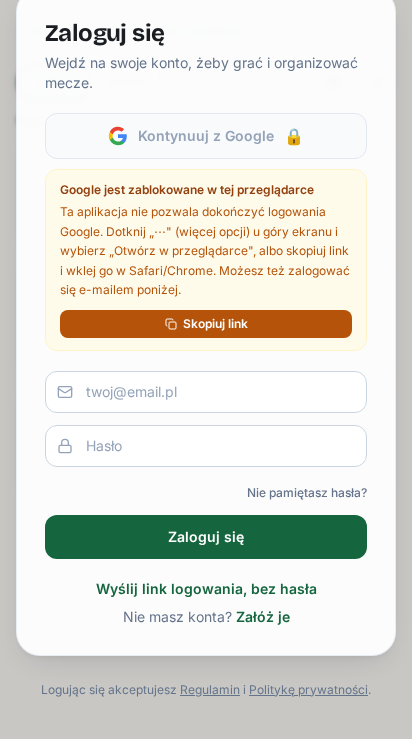 Zaloguj się
Wejdź na swoje konto, żeby grać i organizować
mecze.
Kontynuuj z Google
Google jest zablokowane w tej przeglądarce
Ta aplikacja nie pozwala dokończyć logowania
Google. Dotknij „···" (więcej opcji) u góry ekranu i
wybierz „Otwórz w przeglądarce", albo skopiuj link
i wklej go w Safari/Chrome. Możesz też zalogować
się e-mailem poniżej.
Skopiuj link
twoj@email.pl
Hasło
Nie pamiętasz hasła?
Zaloguj się
Wyślij link logowania, bez hasła
Nie masz konta? Załóż je
Logując się akceptujesz Regulamin i Politykę prywatności.